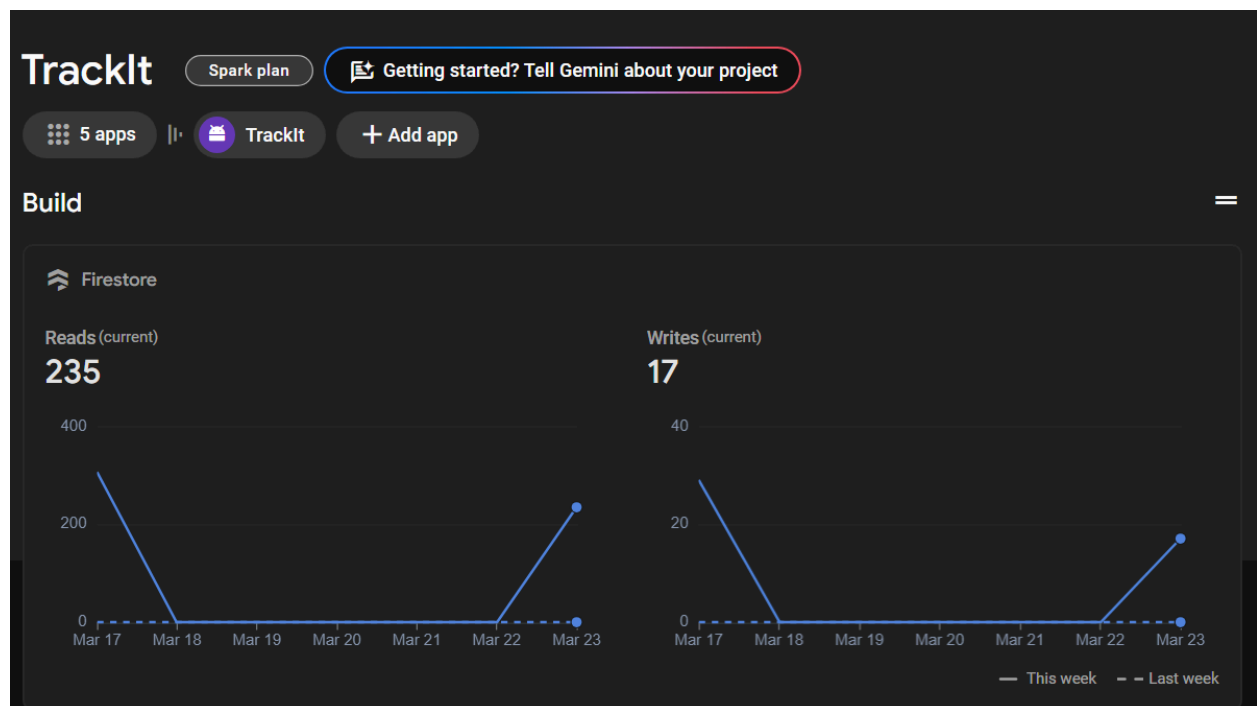 TrackIt
Spark plan
Getting started? Tell Gemini about your project
5 apps
TrackIt
Add app
Build
Firestore
Reads (current)
235
400
200
0
Mar 17 Mar 18 Mar 19 Mar 20 Mar 21 Mar 22 Mar 23
Writes (current)
17
40
20
0
Mar 17 Mar 18 Mar 19 Mar 20 Mar 21 Mar 22 Mar 23
This week Last week